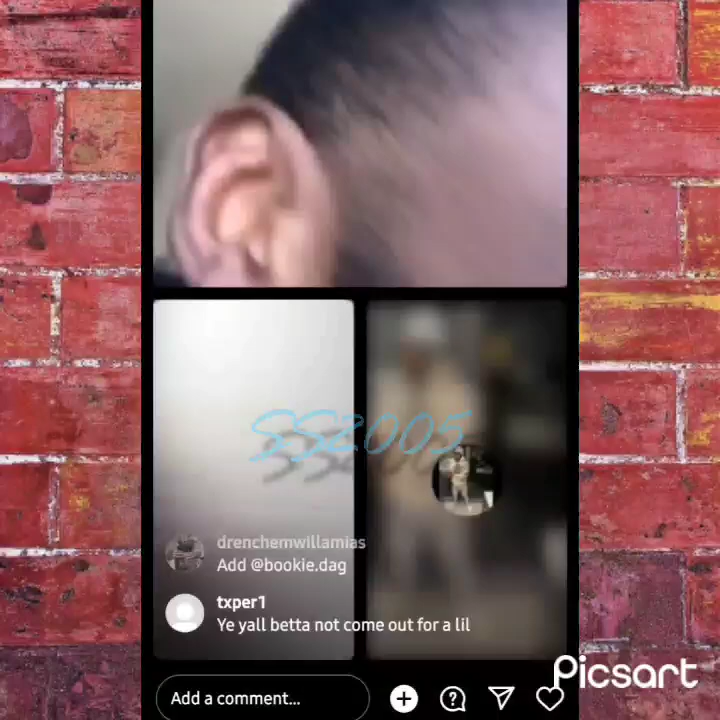 SS2005
drenchemwillamias
Add @bookie.dag
txper1
Ye yall betta not come out for a lil
Add a comment...
Picsart